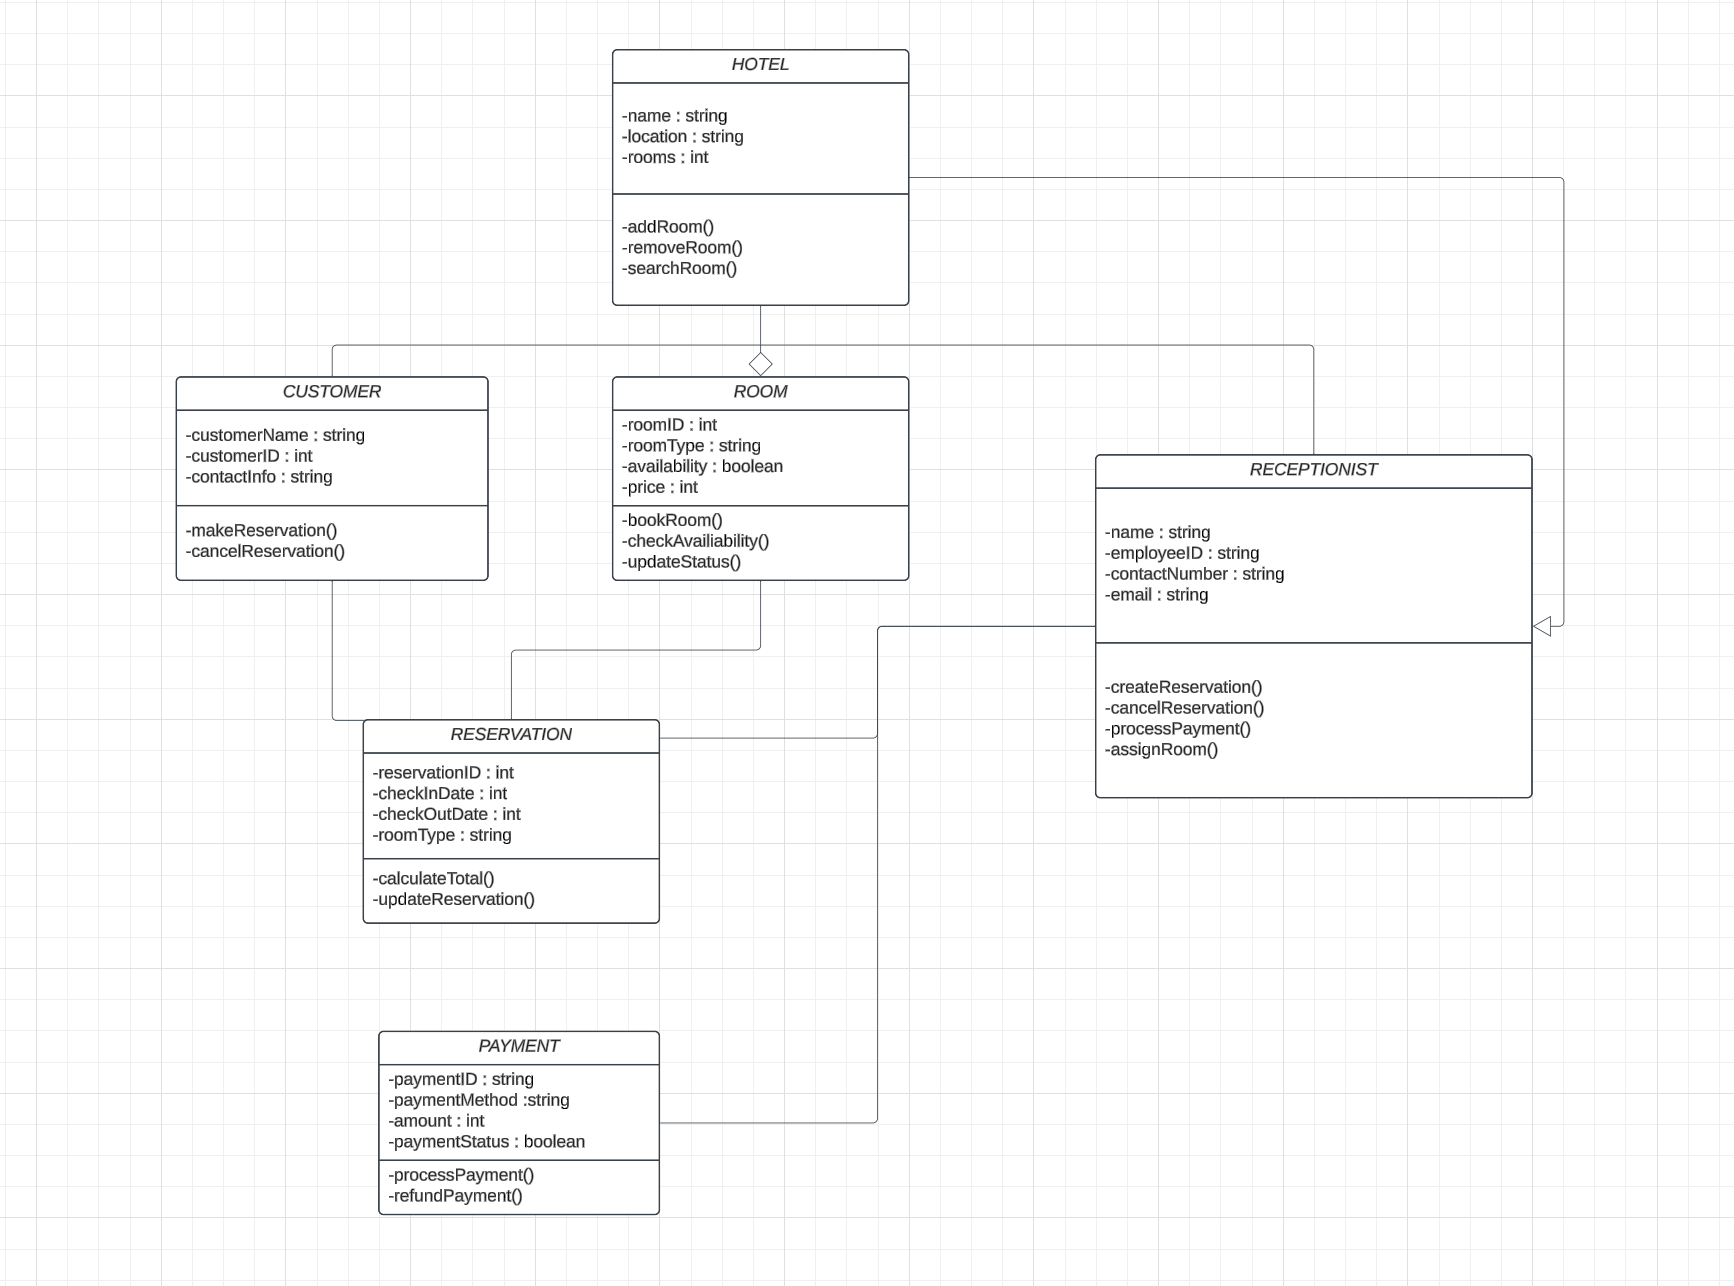 HOTEL
-name : string
-location : string
-rooms : int
-addRoom()
-removeRoom()
-searchRoom()
CUSTOMER
-customerName : string
-customerID : int
-contactInfo : string
-makeReservation()
-cancelReservation()
ROOM
-roomID : int
-roomType : string
-availability : boolean
-price : int
-bookRoom()
-checkAvailiability()
-updateStatus()
RECEPTIONIST
-name : string
-employeeID : string
-contactNumber : string
-email : string
-createReservation()
-cancelReservation()
-processPayment()
-assignRoom()
RESERVATION
-reservationID : int
-checkInDate : int
-checkOutDate : int
-roomType : string
-calculateTotal()
-updateReservation()
PAYMENT
-paymentID : string
-paymentMethod :string
-amount : int
-paymentStatus : boolean
-processPayment()
-refundPayment()